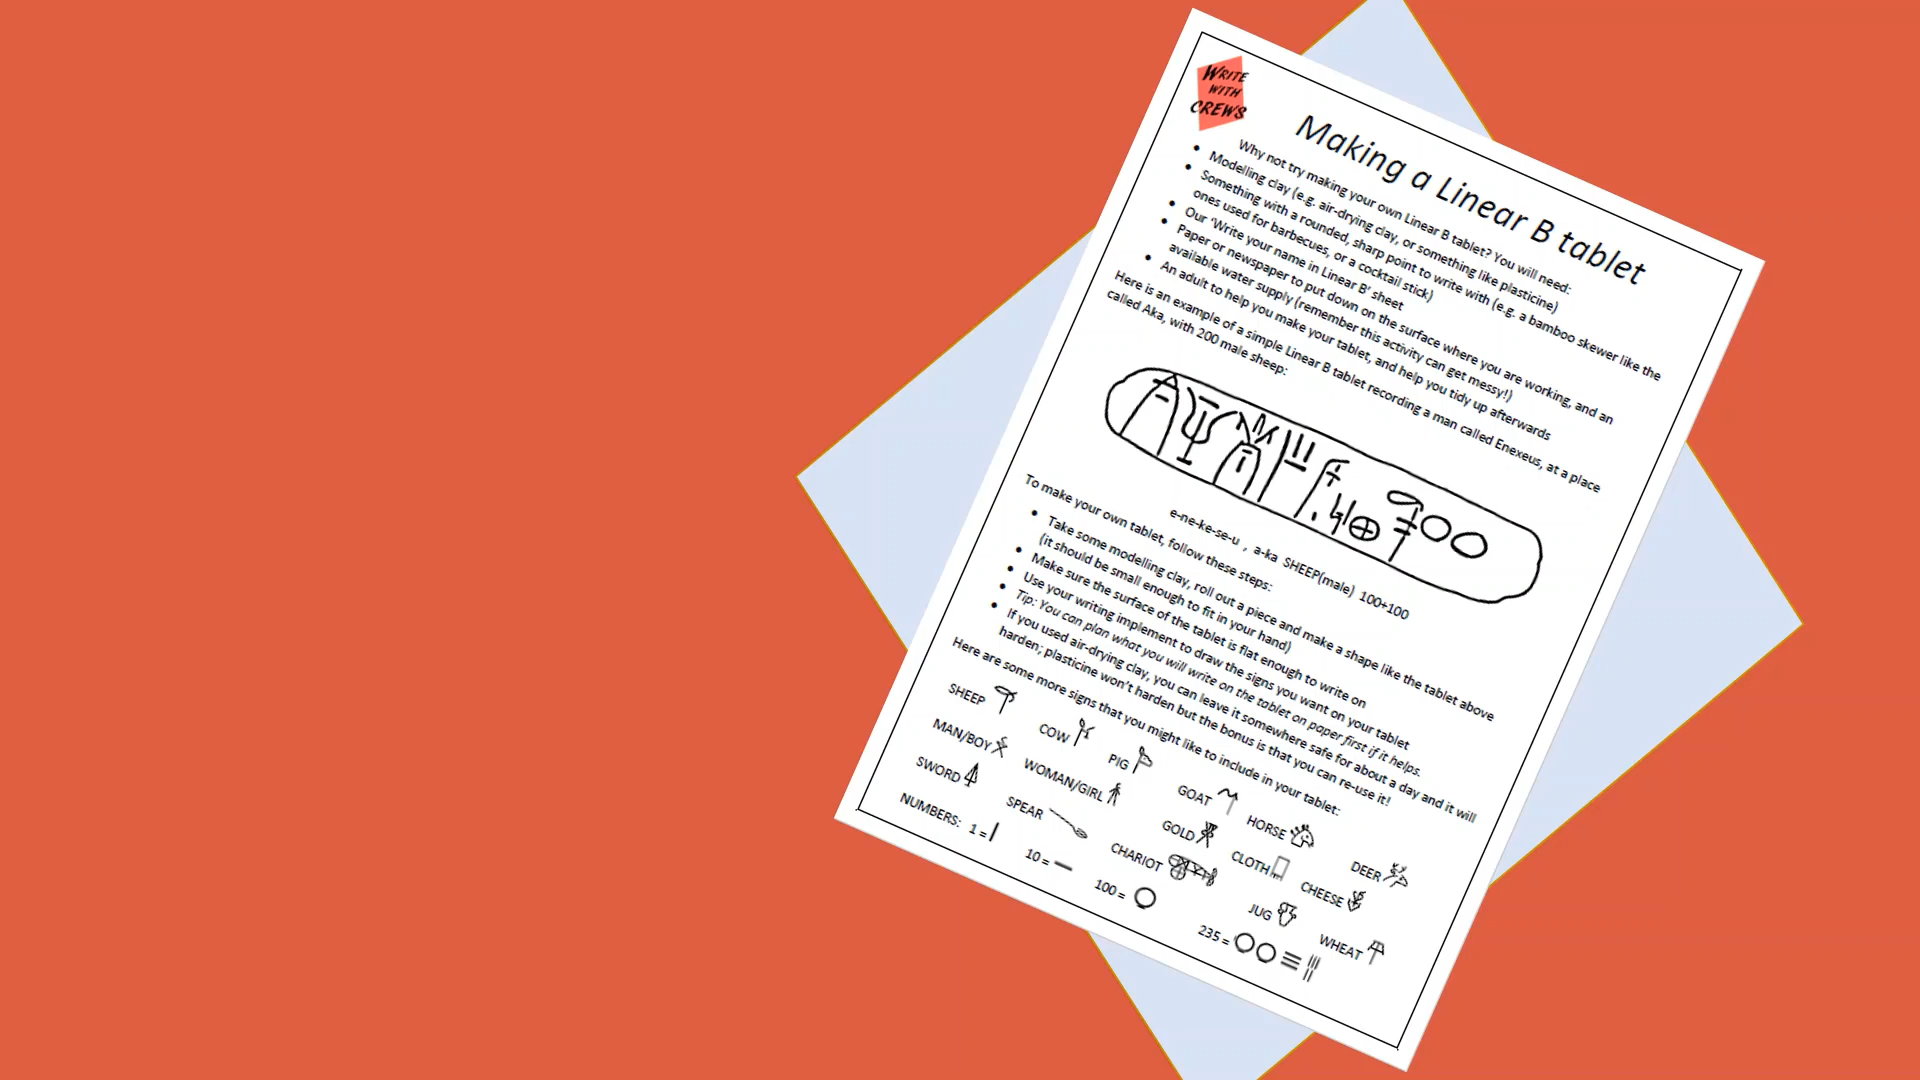 WRITE
WITH
CREWS
Making a Linear B tablet
Why not try making your own Linear B tablet? You will need:
• Modelling clay (e.g. air-drying clay, or something like plasticine)
• Something with a rounded, sharp point to write with (e.g. a bamboo skewer like the
ones used for barbecues, or a cocktail stick)
• Our 'Write your name in Linear B' sheet
• Paper or newspaper to put down on the surface where you are working, and an
available water supply (remember this activity can get messy!)
• An adult to help you make your tablet, and help you tidy up afterwards
Here is an example of a simple Linear B tablet recording a man called Enexeus, at a place
called Aka, with 200 male sheep:
e-ne-ke-se-u , a-ka SHEEP(male) 100+100
To make your own tablet, follow these steps:
• Take some modelling clay, roll out a piece and make a shape like the tablet above
(it should be small enough to fit in your hand)
• Make sure the surface of the tablet is flat enough to write on
• Use your writing implement to draw the signs you want on your tablet
• Tip: You can plan what you will write on the tablet on paper first if it helps.
• If you used air-drying clay, you can leave it somewhere safe for about a day and it will
harden; plasticine won't harden but the bonus is that you can re-use it!
Here are some more signs that you might like to include in your tablet:
SHEEP COW PIG GOAT HORSE DEER
MAN/BOY WOMAN/GIRL GOLD CLOTH CHEESE
SWORD SPEAR CHARIOT JUG WHEAT
NUMBERS: 1 = 10 = 100 = 235 =